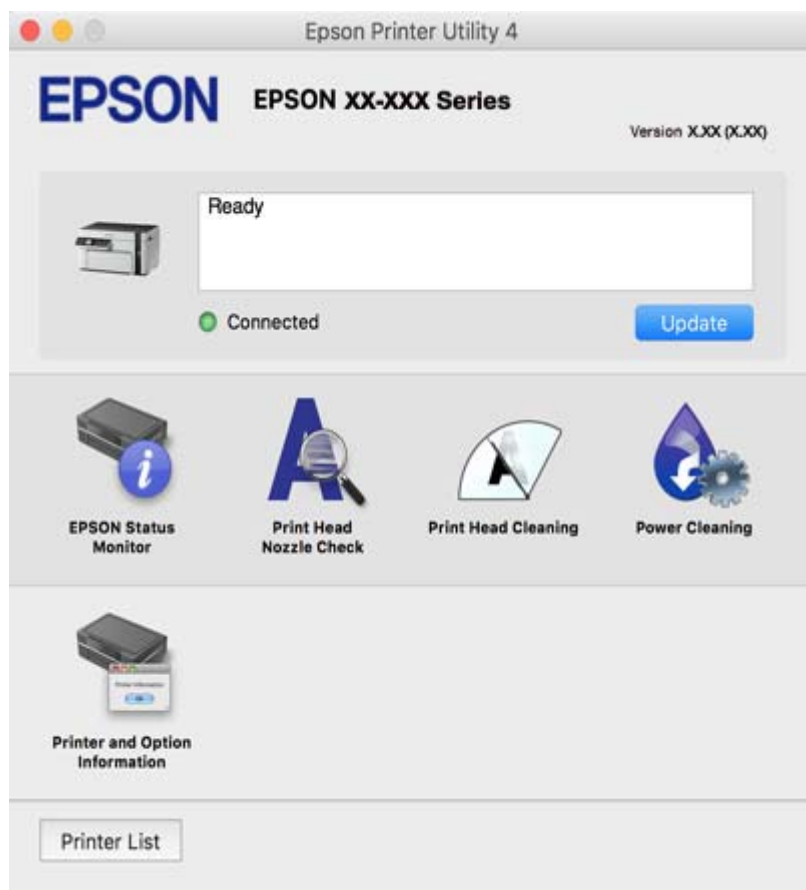 Epson Printer Utility 4
EPSON
EPSON XX-XXX Series
Version X.XX (X.XX)
Ready
Connected
Update
EPSON Status
Monitor
Print Head
Nozzle Check
Print Head Cleaning
Power Cleaning
Printer and Option
Information
Printer List